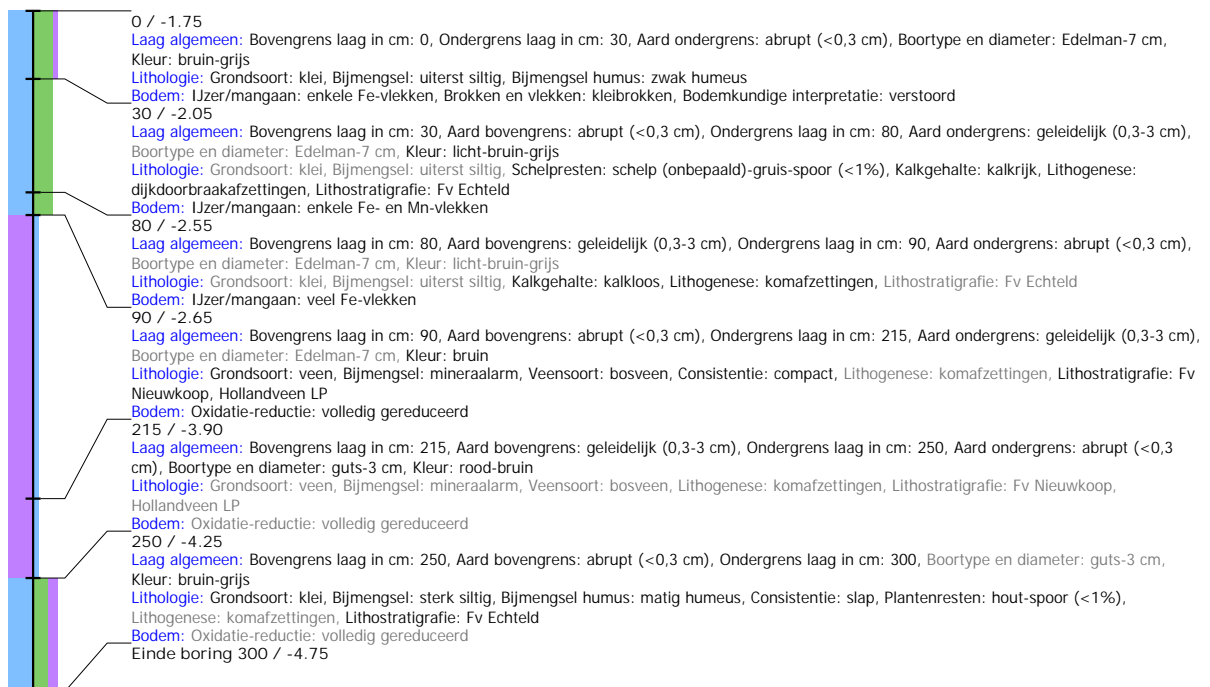 0 / -1.75
Laag algemeen: Bovengrens laag in cm: 0, Ondergrens laag in cm: 30, Aard ondergrens: abrupt (<0,3 cm), Boortype en diameter: Edelman-7 cm,
Kleur: bruin-grijs
Lithologie: Grondsoort: klei, Bijmengsel: uiterst siltig, Bijmengsel humus: zwak humeus
Bodem: IJzer/mangaan: enkele Fe-vlekken, Brokken en vlekken: kleibrokken, Bodemkundige interpretatie: verstoord
30 / -2.05
Laag algemeen: Bovengrens laag in cm: 30, Aard bovengrens: abrupt (<0,3 cm), Ondergrens laag in cm: 80, Aard ondergrens: geleidelijk (0,3-3 cm),
Boortype en diameter: Edelman-7 cm, Kleur: licht-bruin-grijs
Lithologie: Grondsoort: klei, Bijmengsel: uiterst siltig, Schelpresten: schelp (onbepaald)-gruis-spoor (<1%), Kalkgehalte: kalkrijk, Lithogenese:
dijkdoorbraakafzettingen, Lithostratigrafie: Fv Echteld
Bodem: IJzer/mangaan: enkele Fe- en Mn-vlekken
80 / -2.55
Laag algemeen: Bovengrens laag in cm: 80, Aard bovengrens: geleidelijk (0,3-3 cm), Ondergrens laag in cm: 90, Aard ondergrens: abrupt (<0,3 cm),
Boortype en diameter: Edelman-7 cm, Kleur: licht-bruin-grijs
Lithologie: Grondsoort: klei, Bijmengsel: uiterst siltig, Kalkgehalte: kalkloos, Lithogenese: komafzettingen, Lithostratigrafie: Fv Echteld
Bodem: IJzer/mangaan: veel Fe-vlekken
90 / -2.65
Laag algemeen: Bovengrens laag in cm: 90, Aard bovengrens: abrupt (<0,3 cm), Ondergrens laag in cm: 215, Aard ondergrens: geleidelijk (0,3-3 cm),
Boortype en diameter: Edelman-7 cm, Kleur: bruin
Lithologie: Grondsoort: veen, Bijmengsel: mineraalarm, Veensoort: bosveen, Consistentie: compact, Lithogenese: komafzettingen, Lithostratigrafie: Fv
Nieuwkoop, Hollandveen LP
Bodem: Oxidatie-reductie: volledig gereduceerd
215 / -3.90
Laag algemeen: Bovengrens laag in cm: 215, Aard bovengrens: geleidelijk (0,3-3 cm), Ondergrens laag in cm: 250, Aard ondergrens: abrupt (<0,3
cm), Boortype en diameter: guts-3 cm, Kleur: rood-bruin
Lithologie: Grondsoort: veen, Bijmengsel: mineraalarm, Veensoort: bosveen, Lithogenese: komafzettingen, Lithostratigrafie: Fv Nieuwkoop,
Hollandveen LP
Bodem: Oxidatie-reductie: volledig gereduceerd
250 / -4.25
Laag algemeen: Bovengrens laag in cm: 250, Aard bovengrens: abrupt (<0,3 cm), Ondergrens laag in cm: 300, Boortype en diameter: guts-3 cm,
Kleur: bruin-grijs
Lithologie: Grondsoort: klei, Bijmengsel: sterk siltig, Bijmengsel humus: matig humeus, Consistentie: slap, Plantenresten: hout-spoor (<1%),
Lithogenese: komafzettingen, Lithostratigrafie: Fv Echteld
Bodem: Oxidatie-reductie: volledig gereduceerd
Einde boring 300 / -4.75